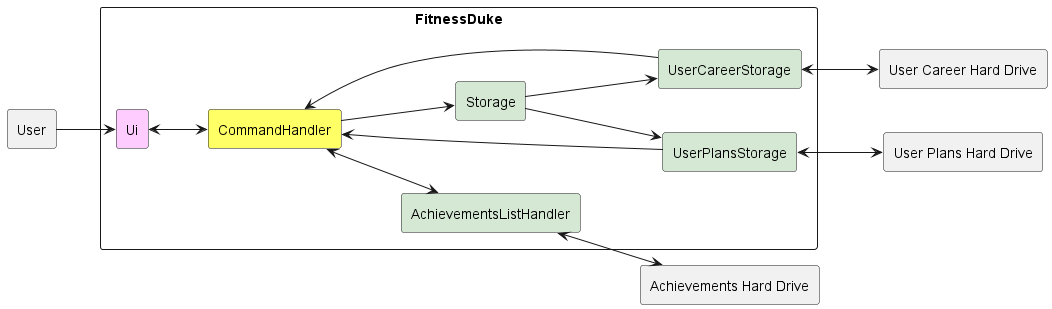 FitnessDuke
UserCareerStorage
User Career Hard Drive
Storage
User
Ui
CommandHandler
UserPlansStorage
User Plans Hard Drive
AchievementsListHandler
Achievements Hard Drive